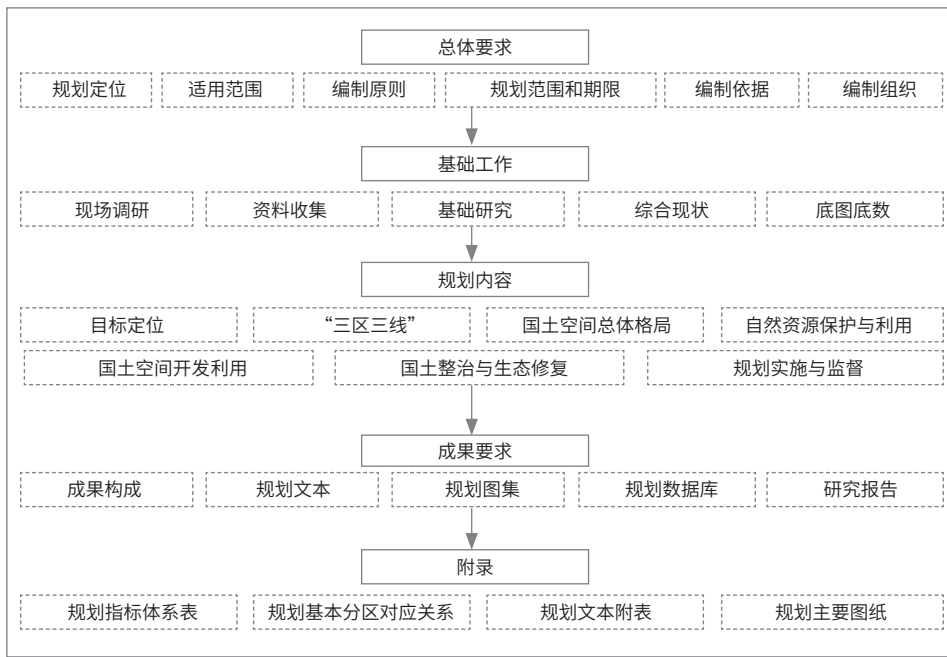 总体要求
规划定位 适用范围 编制原则 规划范围和期限 编制依据 编制组织
基础工作
现场调研 资料收集 基础研究 综合现状 底图底数
规划内容
目标定位 “三区三线” 国土空间总体格局 自然资源保护与利用
国土空间开发利用 国土整治与生态修复 规划实施与监督
成果要求
成果构成 规划文本 规划图集 规划数据库 研究报告
附录
规划指标体系表 规划基本分区对应关系 规划文本附表 规划主要图纸